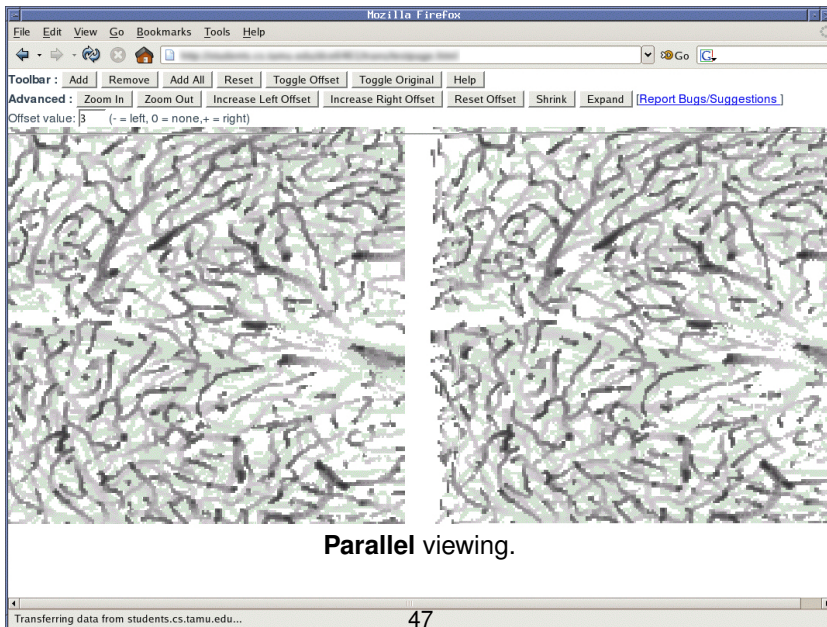 Mozilla Firefox
File Edit View Go Bookmarks Tools Help
Go G
Toolbar : Add Remove Add All Reset Toggle Offset Toggle Original Help
Advanced : Zoom In Zoom Out Increase Left Offset Increase Right Offset Reset Offset Shrink Expand [Report Bugs/Suggestions ]
Offset value: 3 (- = left, 0 = none,+ = right)
Parallel viewing.
Transferring data from students.cs.tamu.edu...
47